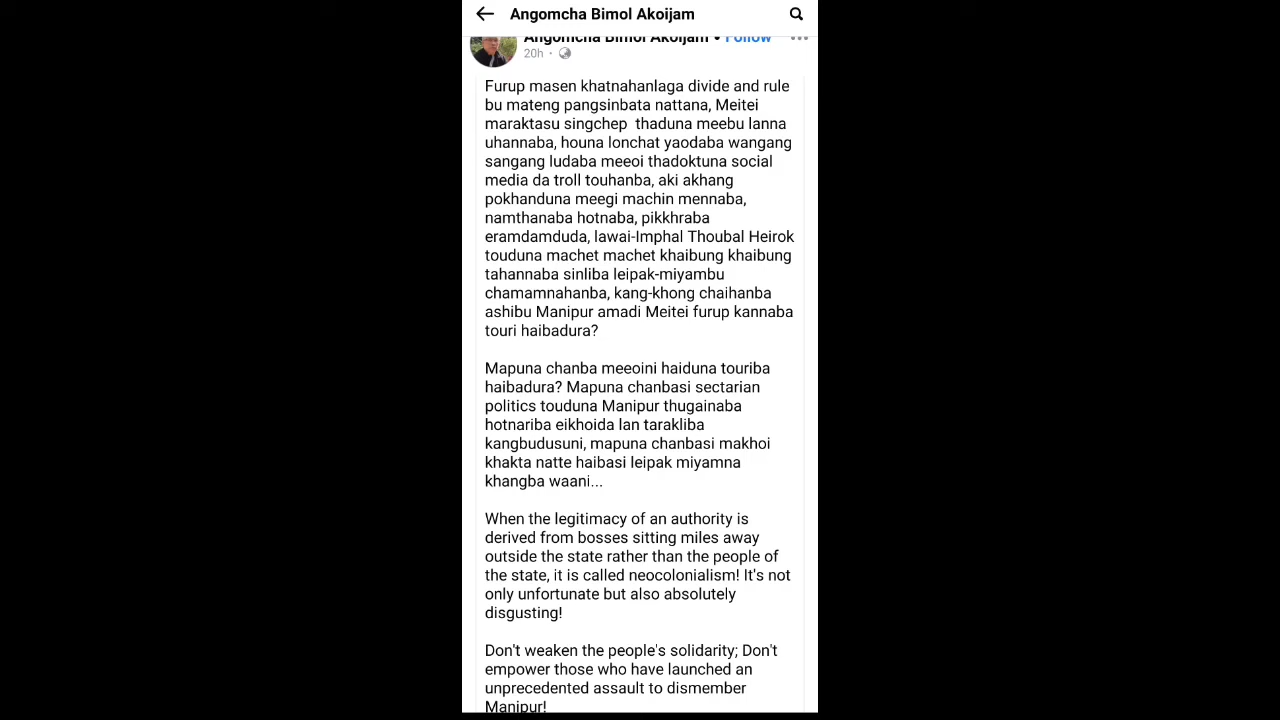 Angomcha Bimol Akoijam
Angomcha Bimol Akoijam • Follow
20h ·
Furup masen khatnahanlaga divide and rule
bu mateng pangsinbata nattana, Meitei
maraktasu singchep thaduna meebu lanna
uhannaba, houna lonchat yaodaba wangang
sangang ludaba meeoi thadoktuna social
media da troll touhanba, aki akhang
pokhanduna meegi machin mennaba,
namthanaba hotnaba, pikkhraba
eramdamduda, lawai-Imphal Thoubal Heirok
touduna machet machet khaibung khaibung
tahannaba sinliba leipak-miyambu
chamamnahanba, kang-khong chaihanba
ashibu Manipur amadi Meitei furup kannaba
touri haibadura?
Mapuna chanba meeoini haiduna touriba
haibadura? Mapuna chanbasi sectarian
politics touduna Manipur thugainaba
hotnariba eikhoida lan tarakliba
kangbudusuni, mapuna chanbasi makhoi
khakta natte haibasi leipak miyamna
khangba waani...
When the legitimacy of an authority is
derived from bosses sitting miles away
outside the state rather than the people of
the state, it is called neocolonialism! It's not
only unfortunate but also absolutely
disgusting!
Don't weaken the people's solidarity; Don't
empower those who have launched an
unprecedented assault to dismember
Manipur!